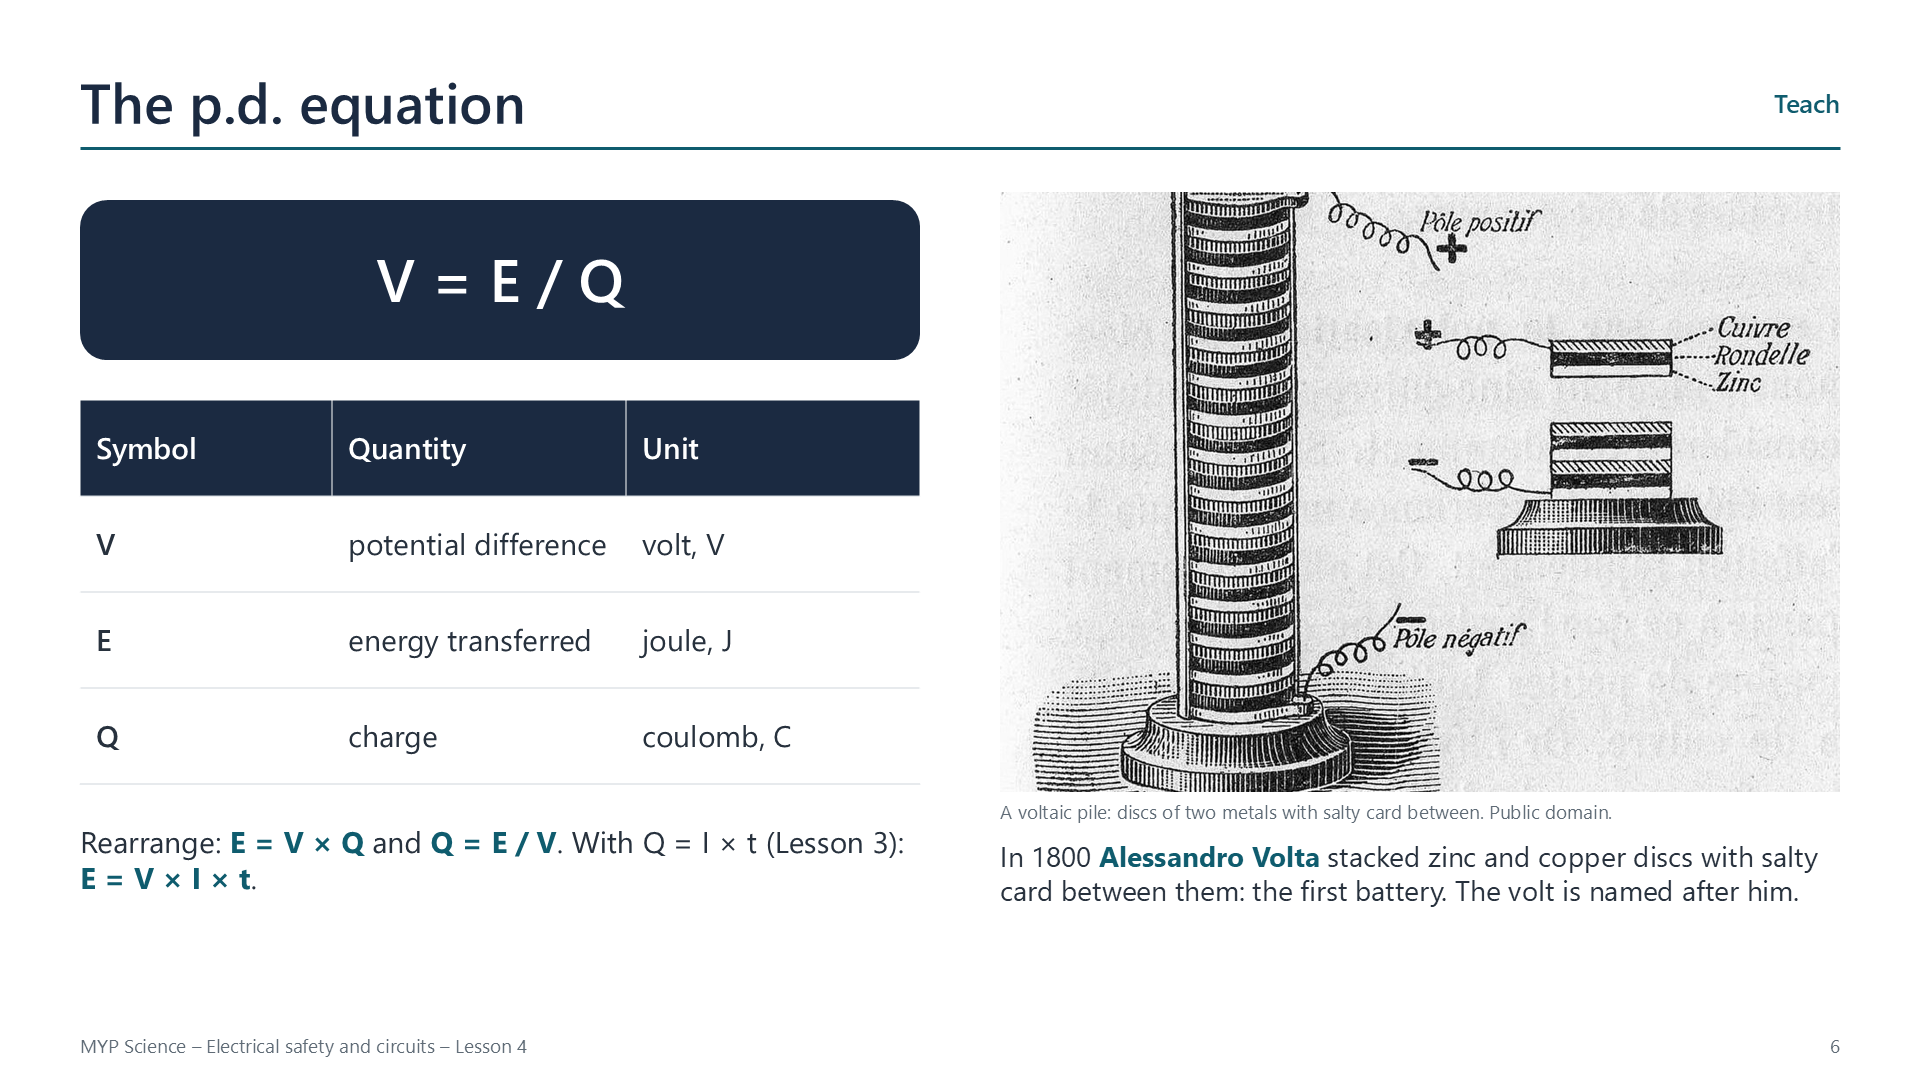 The p.d. equation
Teach
V = E / Q
Symbol Quantity Unit
V potential difference volt, V
E energy transferred joule, J
Q charge coulomb, C
Rearrange: E = V × Q and Q = E / V. With Q = I × t (Lesson 3):
E = V × I × t.
Pôle positif
+
+
Cuivre
Rondelle
Zinc
–
–
Pôle négatif
A voltaic pile: discs of two metals with salty card between. Public domain.
In 1800 Alessandro Volta stacked zinc and copper discs with salty
card between them: the first battery. The volt is named after him.
MYP Science – Electrical safety and circuits – Lesson 4
6